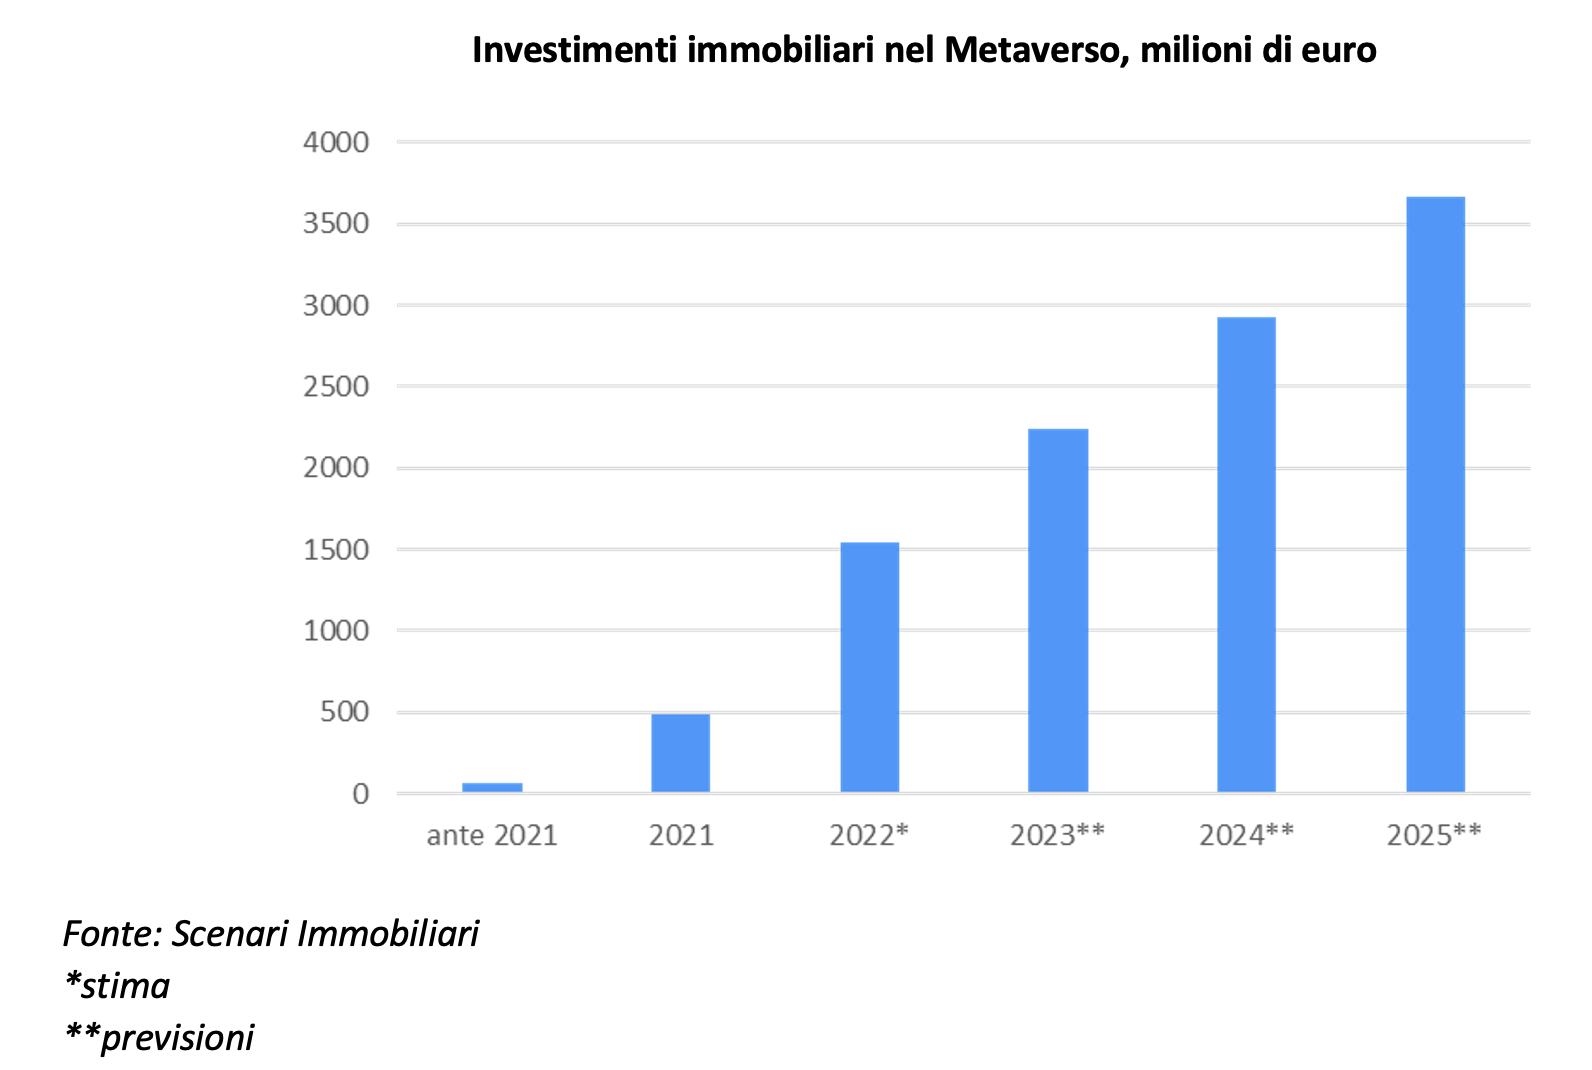 Investimenti immobiliari nel Metaverso, milioni di euro
4000
3500
3000
2500
2000
1500
1000
500
0
ante 2021
2021
2022*
2023**
2024**
2025**
Fonte: Scenari Immobiliari
*stima
**previsioni